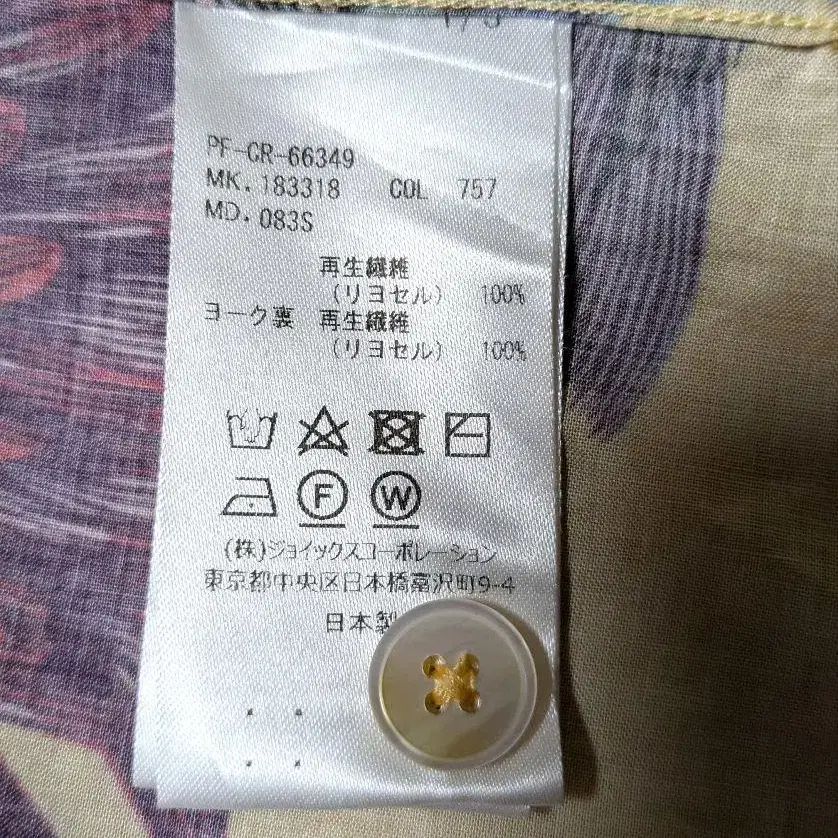 PF-CR-66349
MK. 183318 COL 757
MD. 083S
再生繊維
(リヨセル) 100%
ヨーク裏 再生繊維
(リヨセル) 100%
F W
(株)ジョイックスコーポレーション
東京都中央区日本橋富沢町9-4
日本製